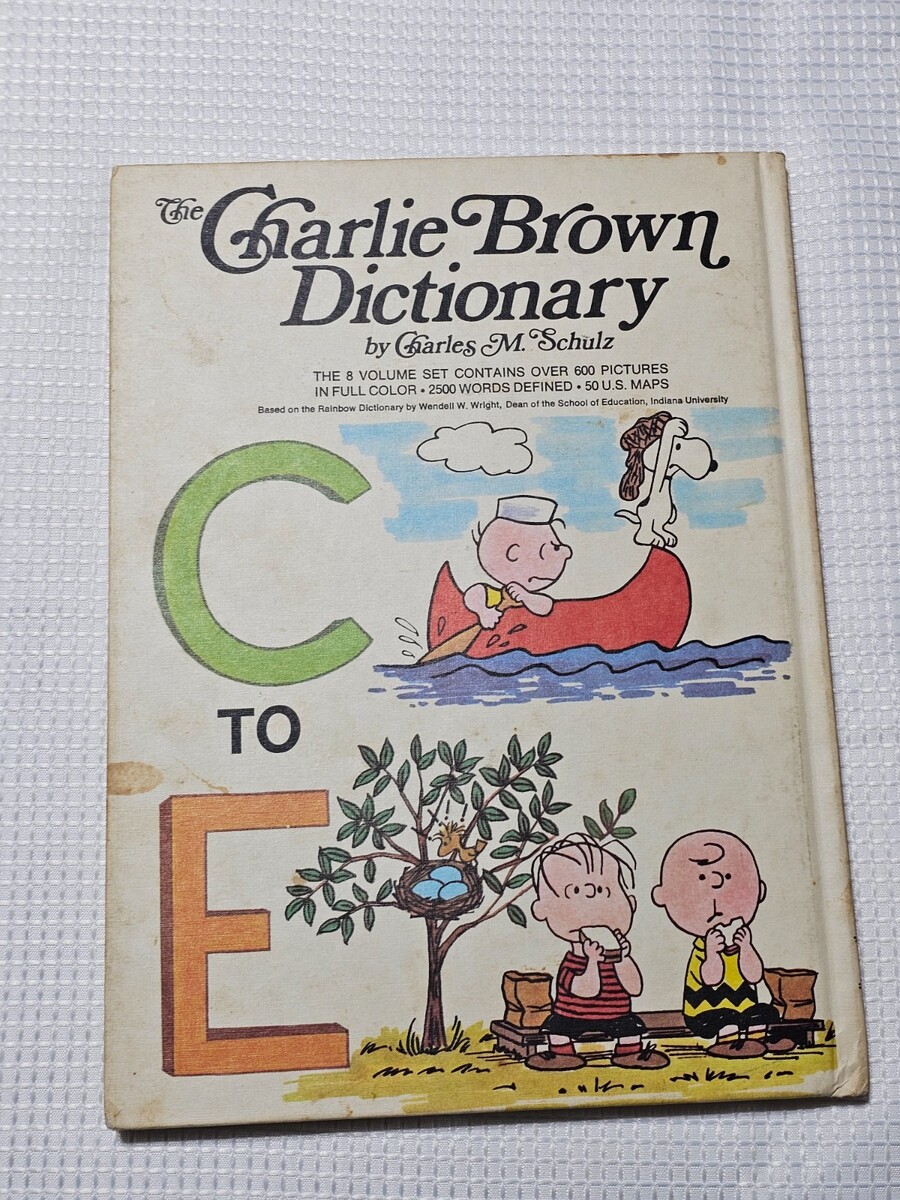 The Charlie Brown
Dictionary
by Charles M. Schulz
THE 8 VOLUME SET CONTAINS OVER 600 PICTURES
IN FULL COLOR • 2500 WORDS DEFINED • 50 U.S. MAPS
Based on the Rainbow Dictionary by Wendell W. Wright, Dean of the School of Education, Indiana University
C
TO
E